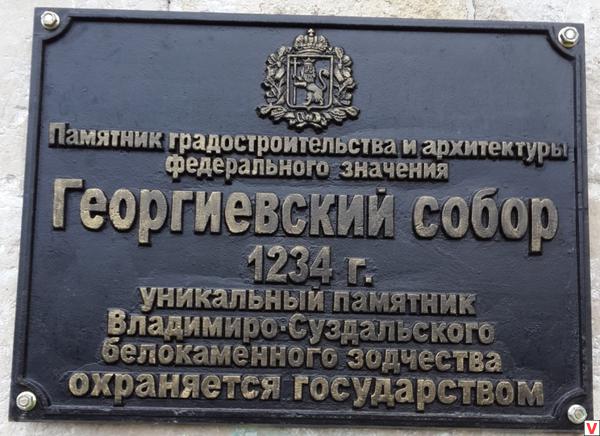 Памятник градостроительства и архитектуры
федерального значения
Георгиевский собор
1234 г.
уникальный памятник
Владимиро-Суздальского
белокаменного зодчества
охраняется государством
V